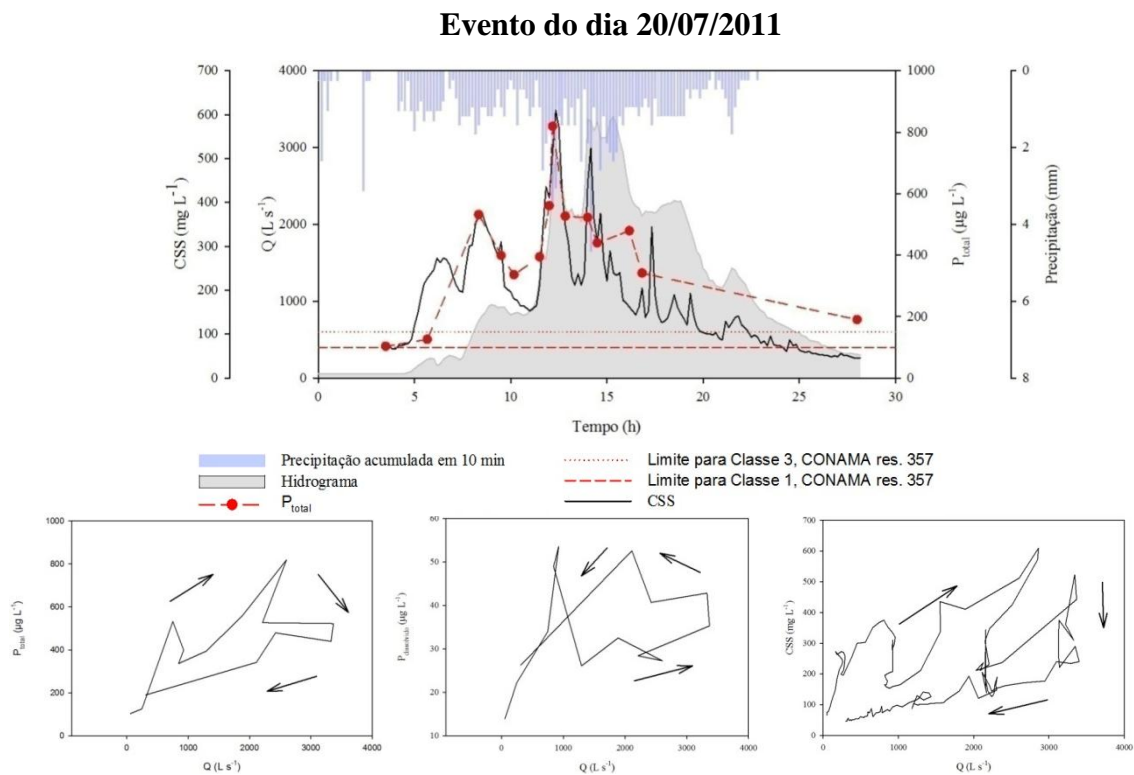 Evento do dia 20/07/2011
CSS (mg L⁻¹)
700
600
500
400
300
200
100
0
Q (L s⁻¹)
4000
3000
2000
1000
0
1000
800
600
400
200
0
P total (µg L⁻¹)
0
2
4
6
8
Precipitação (mm)
0 5 10 15 20 25 30
Tempo (h)
Precipitação acumulada em 10 min
Hidrograma
P total
Limite para Classe 3, CONAMA res. 357
Limite para Classe 1, CONAMA res. 357
CSS
P total (µg L⁻¹)
1000
800
600
400
200
0
0 1000 2000 3000 4000
Q (L s⁻¹)
P dissolvido (µg L⁻¹)
60
50
40
30
20
10
0 1000 2000 3000 4000
Q (L s⁻¹)
CSS (mg L⁻¹)
700
600
500
400
300
200
100
0
0 1000 2000 3000 4000
Q (L s⁻¹)